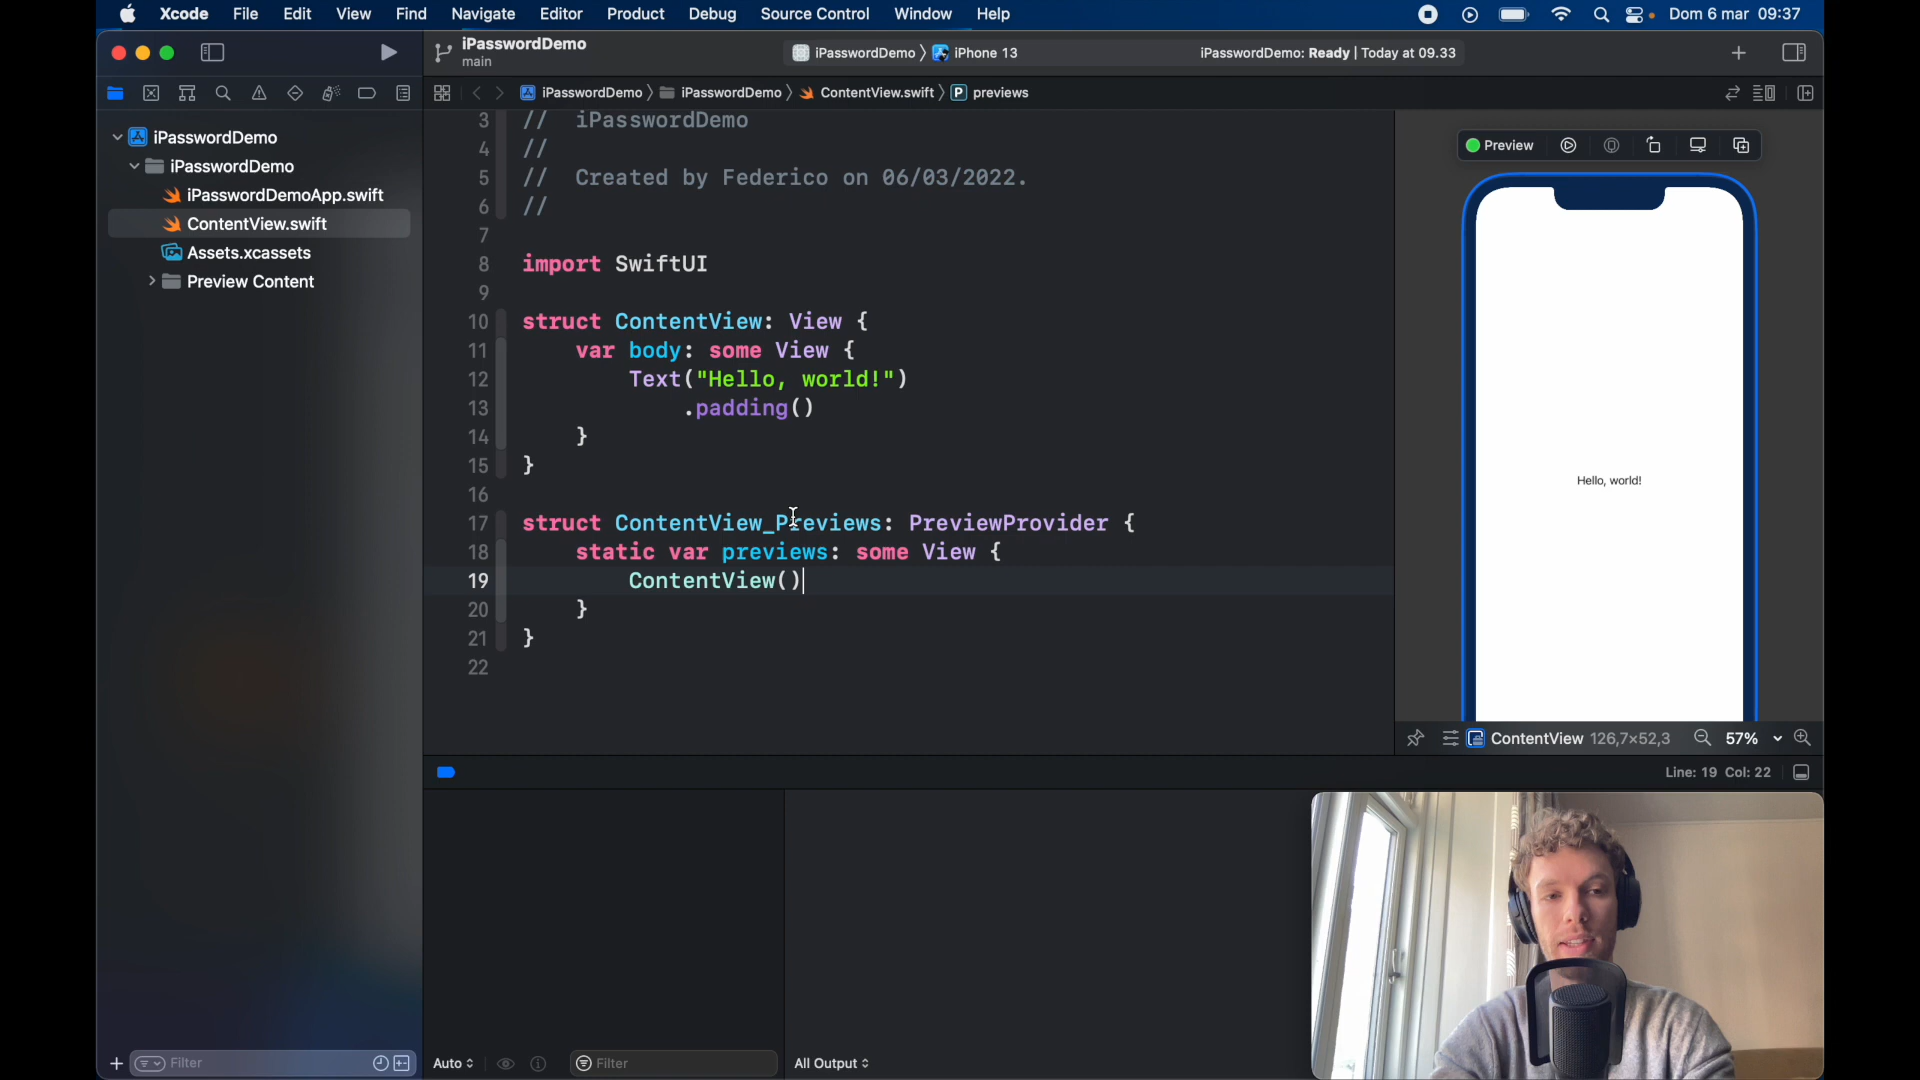 Xcode File Edit View Find Navigate Editor Product Debug Source Control Window Help Dom 6 mar 09:37
iPasswordDemo
main
iPasswordDemo 〉 iPhone 13
iPasswordDemo: Ready | Today at 09.33
iPasswordDemo 〉 iPasswordDemo 〉 ContentView.swift 〉 P previews
iPasswordDemo
iPasswordDemo
iPasswordDemoApp.swift
ContentView.swift
Assets.xcassets
Preview Content
3 //  iPasswordDemo
4 //
5 //  Created by Federico on 06/03/2022.
6 //
7
8 import SwiftUI
9
10 struct ContentView: View {
11     var body: some View {
12         Text("Hello, world!")
13             .padding()
14     }
15 }
16
17 struct ContentView_Previews: PreviewProvider {
18     static var previews: some View {
19         ContentView()
20     }
21 }
22
Preview
Hello, world!
ContentView 126,7×52,3 57%
Line: 19 Col: 22
Filter
Auto
Filter
All Output